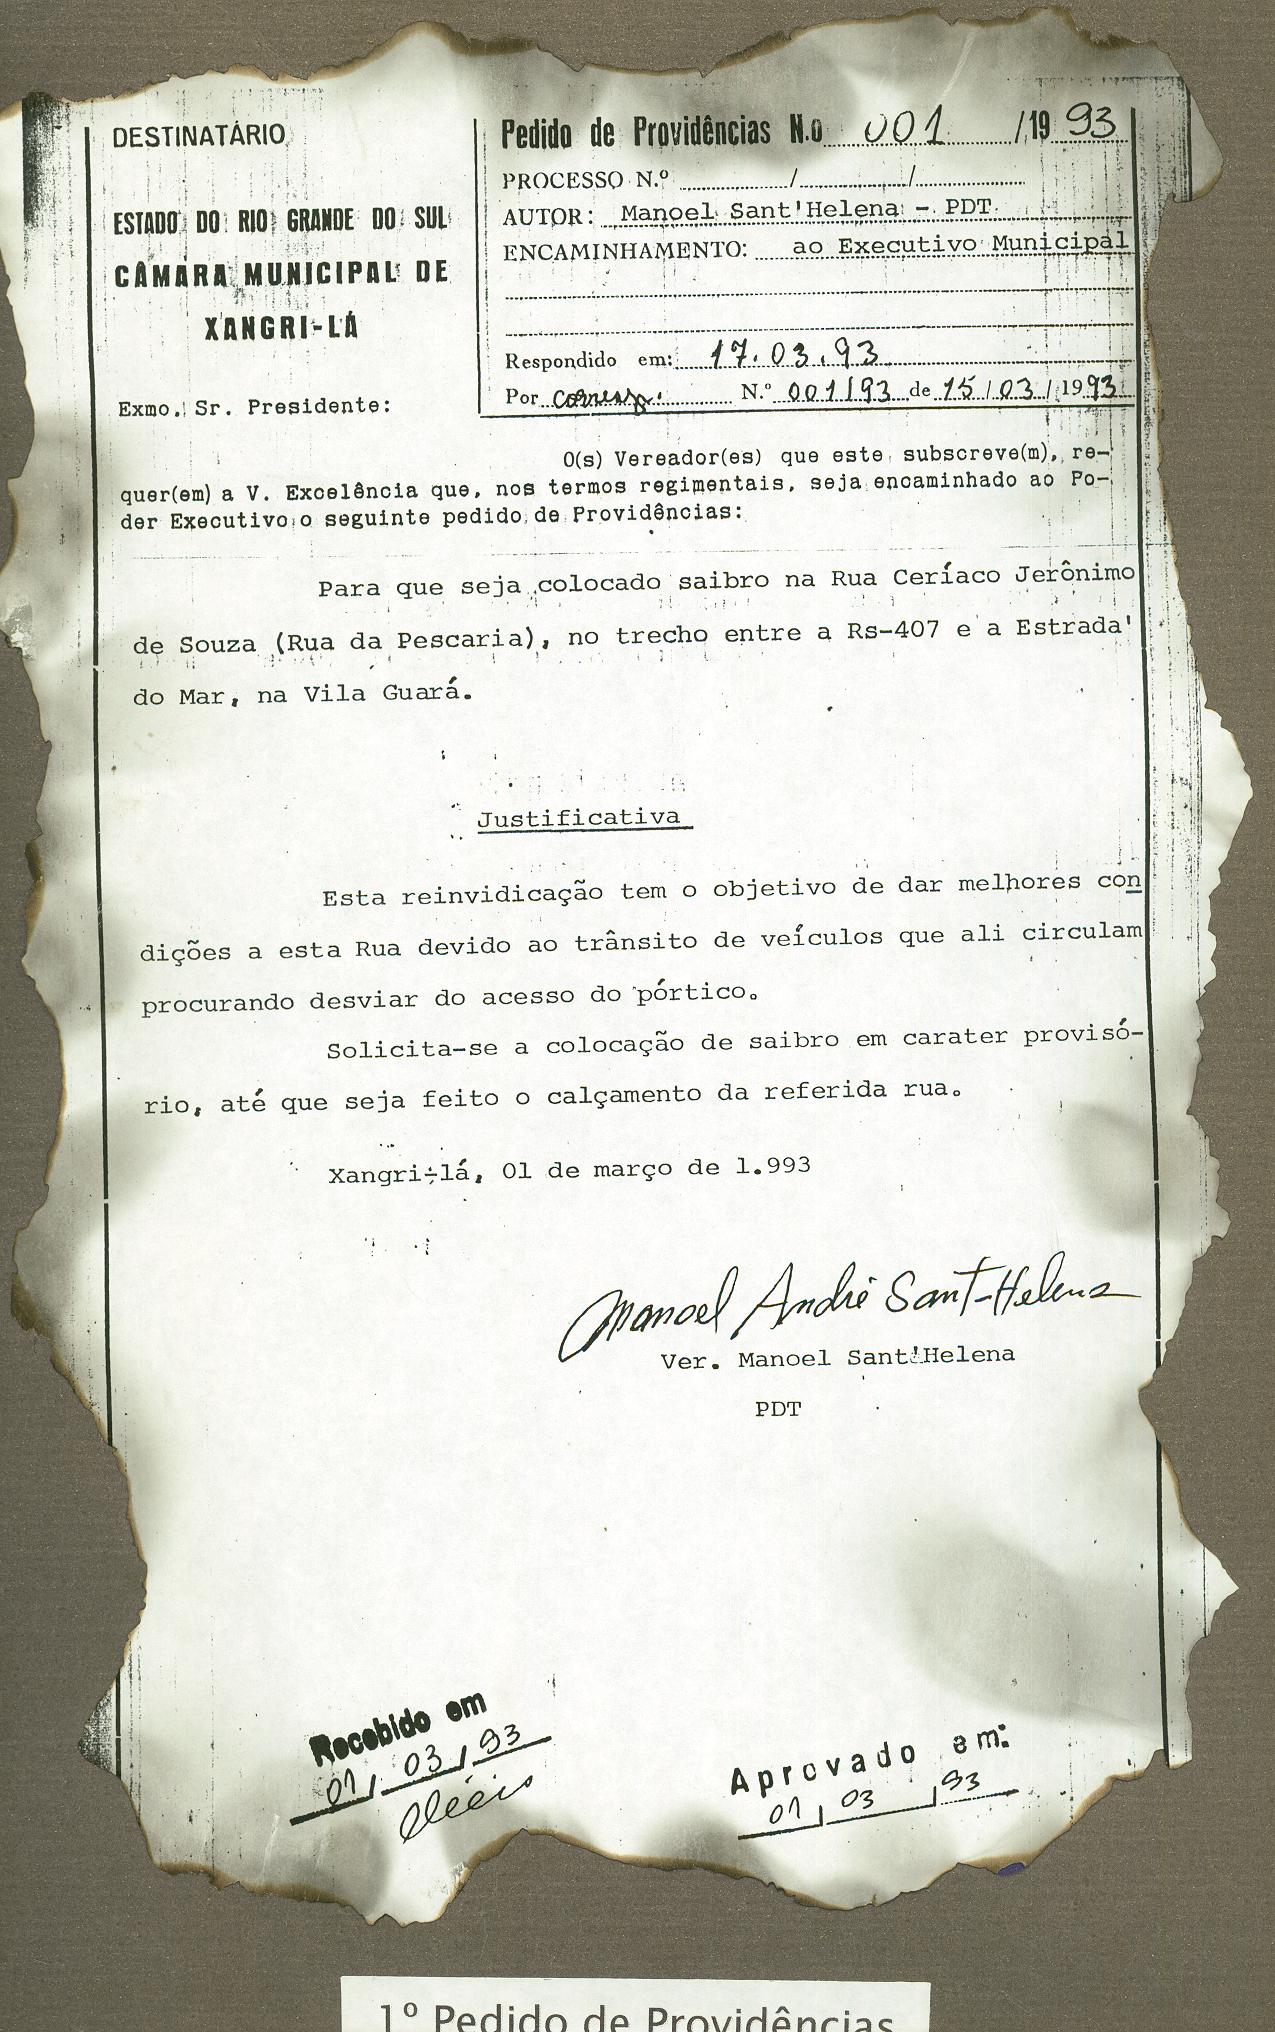 DESTINATÁRIO
ESTADO DO RIO GRANDE DO SUL
CÂMARA MUNICIPAL DE
XANGRI-LÁ
Exmo. Sr. Presidente:
Pedido de Providências N.o 001 /1993
PROCESSO N.º / /
AUTOR: Manoel Sant'Helena - PDT
ENCAMINHAMENTO: ao Executivo Municipal
Respondido em: 17.03.93
Por corresp. N.º 001/93 de 15/03/1993
O(s) Vereador(es) que este subscreve(m), re-
quer(em) a V. Excelência que, nos termos regimentais, seja encaminhado ao Po-
der Executivo o seguinte pedido de Providências:
Para que seja colocado saibro na Rua Ceríaco Jerônimo
de Souza (Rua da Pescaria), no trecho entre a Rs-407 e a Estrada'
do Mar, na Vila Guará.
Justificativa
Esta reinvidicação tem o objetivo de dar melhores con
dições a esta Rua devido ao trânsito de veículos que ali circulam
procurando desviar do acesso do pórtico.
Solicita-se a colocação de saibro em carater provisó-
rio, até que seja feito o calçamento da referida rua.
Xangri-lá, 01 de março de 1.993
Manoel André Sant-Helena
Ver. Manoel Sant'Helena
PDT
Recebido em
01/03/93
Aprovado em:
01/03/93
1º Pedido de Providências